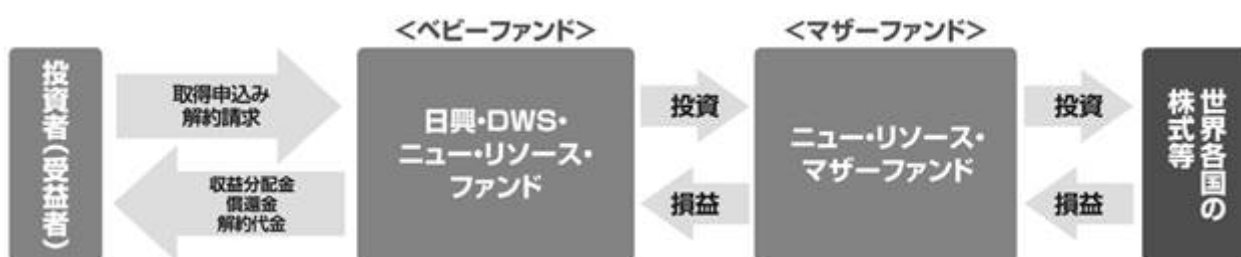 <ベビーファンド>
<マザーファンド>
投資者(受益者)
取得申込み
解約請求
収益分配金
償還金
解約代金
日興・DWS・
ニュー・リソース・
ファンド
投資
損益
ニュー・リソース・
マザーファンド
投資
損益
世界各国の
株式等